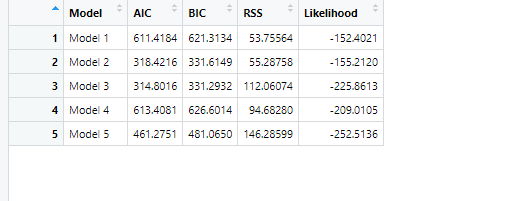 Model AIC BIC RSS Likelihood
1 Model 1 611.4184 621.3134 53.75564 -152.4021
2 Model 2 318.4216 331.6149 55.28758 -155.2120
3 Model 3 314.8016 331.2932 112.06074 -225.8613
4 Model 4 613.4081 626.6014 94.68280 -209.0105
5 Model 5 461.2751 481.0650 146.28599 -252.5136